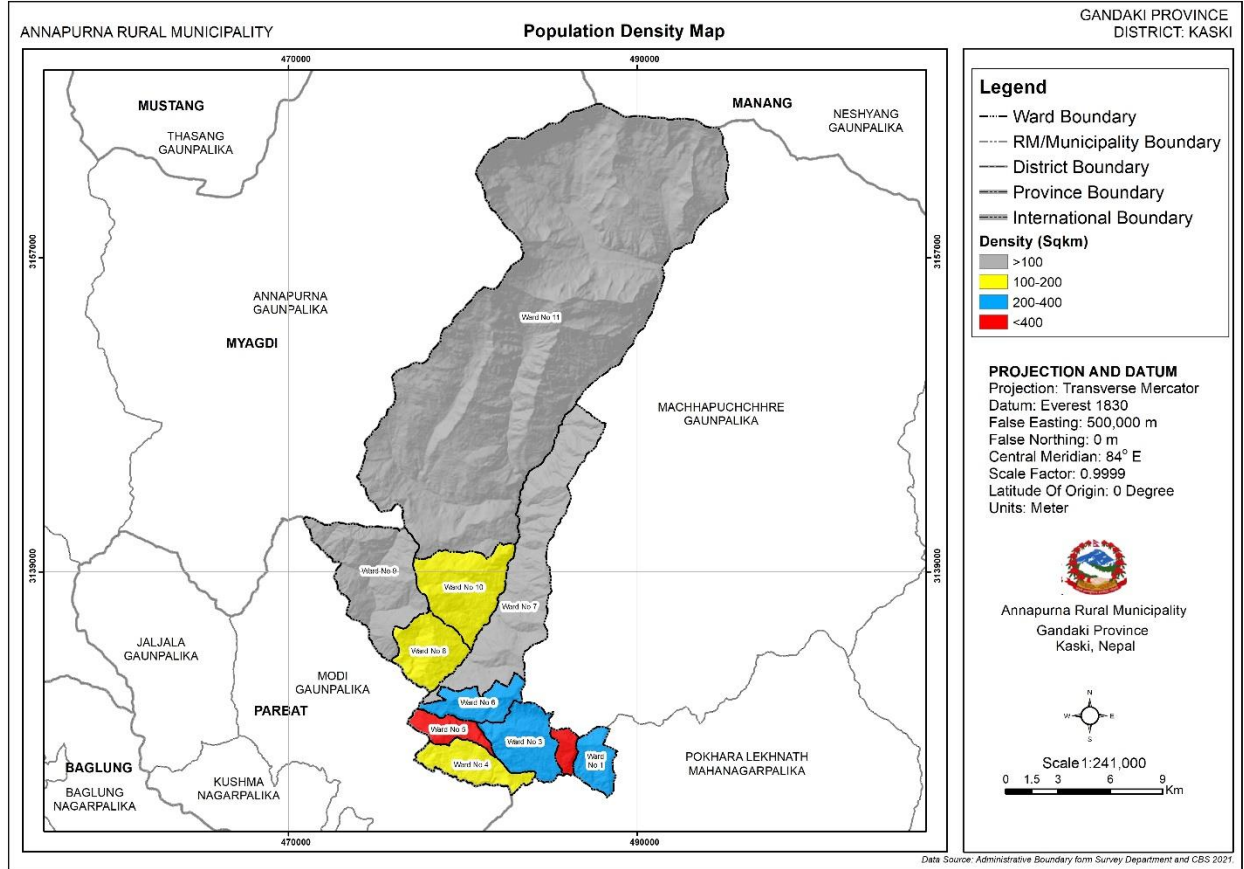 ANNAPURNA RURAL MUNICIPALITY
Population Density Map
GANDAKI PROVINCE
DISTRICT: KASKI
470000
490000
MUSTANG
THASANG
GAUNPALIKA
MANANG
NESHYANG
GAUNPALIKA
3157000
3157000
ANNAPURNA
GAUNPALIKA
MYAGDI
Ward No 11
MACHHAPUCHCHHRE
GAUNPALIKA
3139000
3139000
Ward No 9
Ward No 10
Ward No 7
Ward No 8
JALJALA
GAUNPALIKA
MODI
GAUNPALIKA
PARBAT
Ward No 6
Ward No 5
Ward No 3
Ward No 4
Ward
No 1
POKHARA LEKHNATH
MAHANAGARPALIKA
BAGLUNG
BAGLUNG
NAGARPALIKA
KUSHMA
NAGARPALIKA
470000
490000
Legend
Ward Boundary
RM/Municipality Boundary
District Boundary
Province Boundary
International Boundary
Density (Sqkm)
>100
100-200
200-400
<400
PROJECTION AND DATUM
Projection: Transverse Mercator
Datum: Everest 1830
False Easting: 500,000 m
False Northing: 0 m
Central Meridian: 84° E
Scale Factor: 0.9999
Latitude Of Origin: 0 Degree
Units: Meter
Annapurna Rural Municipality
Gandaki Province
Kaski, Nepal
N
W E
S
Scale 1:241,000
0 1.5 3 6 9
Km
Data Source: Administrative Boundary form Survey Department and CBS 2021.